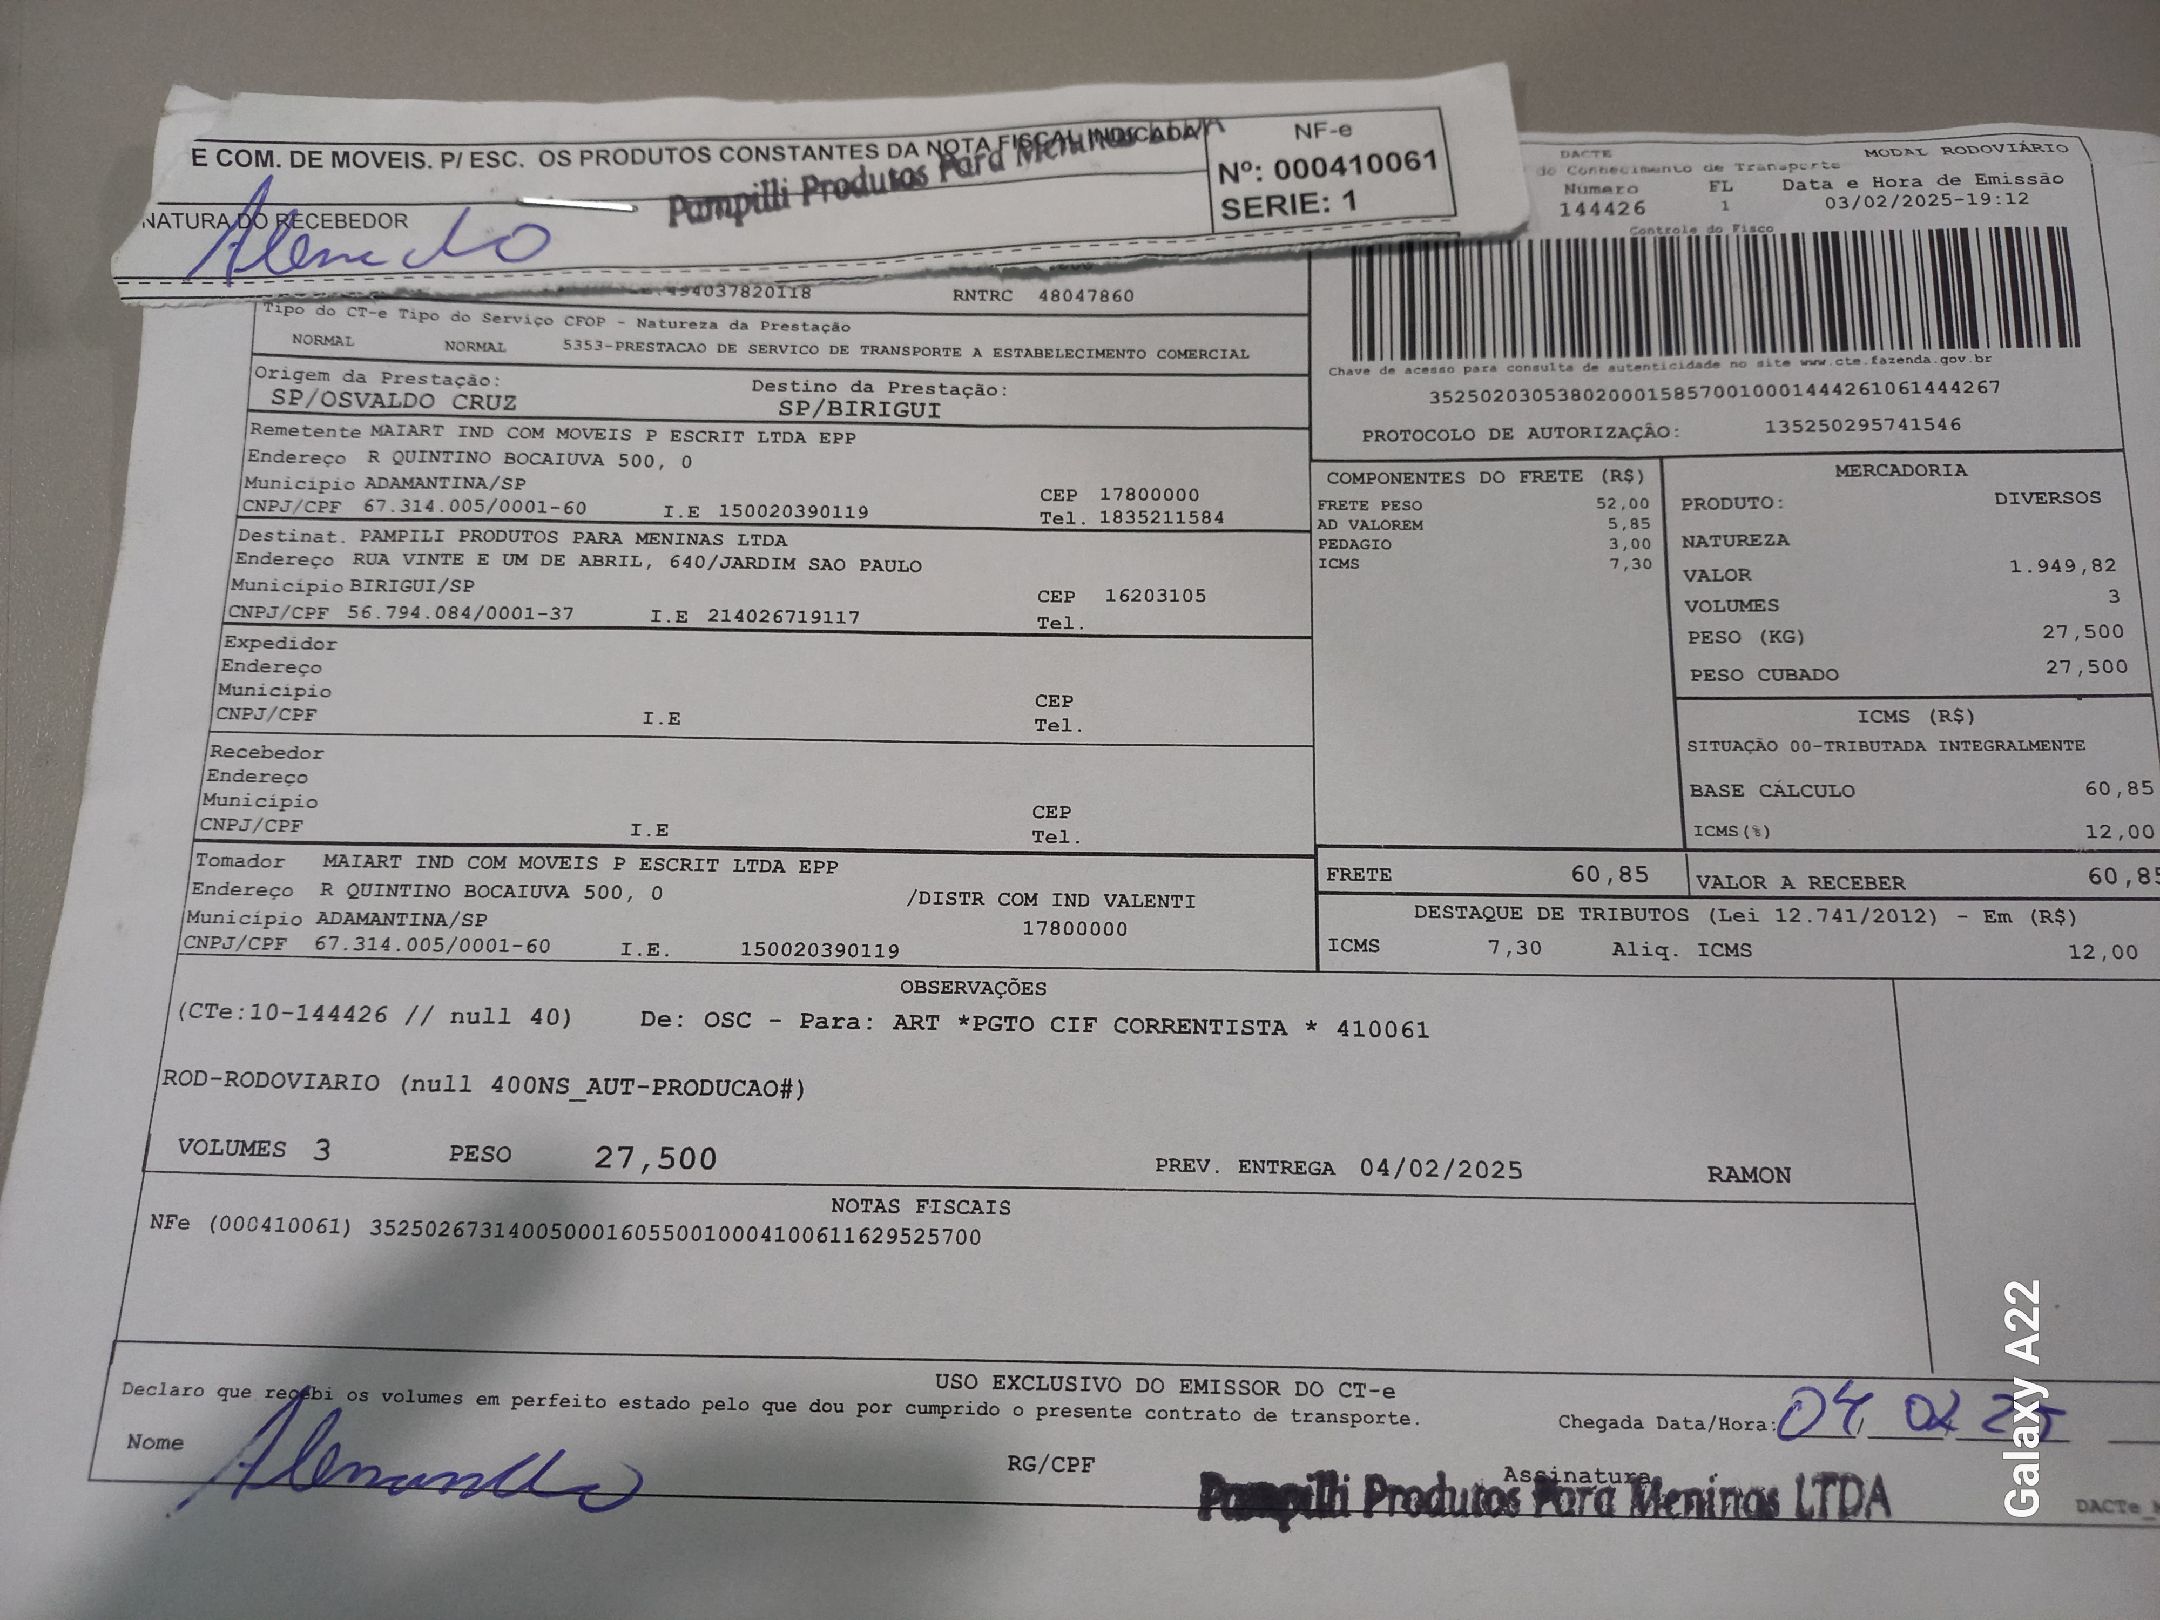 E COM. DE MOVEIS. P/ ESC. OS PRODUTOS CONSTANTES DA NOTA FISCAL INDICADA
NATURA DO RECEBEDOR
Pampilli Produtos Para Meninas
NF-e
Nº: 000410061
SERIE: 1
DACTE
do Conhecimento de Transporte
MODAL RODOVIÁRIO
Numero FL Data e Hora de Emissão
144426 1 03/02/2025-19:12
Controle do Fisco
494037820118 RNTRC 48047860
Tipo do CT-e Tipo do Serviço CFOP - Natureza da Prestação
NORMAL NORMAL 5353-PRESTACAO DE SERVICO DE TRANSPORTE A ESTABELECIMENTO COMERCIAL
Chave de acesso para consulta de autenticidade no site www.cte.fazenda.gov.br
35250203053802000158570010001444261061444267
PROTOCOLO DE AUTORIZAÇÃO: 135250295741546
Origem da Prestação: Destino da Prestação:
SP/OSVALDO CRUZ SP/BIRIGUI
Remetente MAIART IND COM MOVEIS P ESCRIT LTDA EPP
Endereço R QUINTINO BOCAIUVA 500, 0
Município ADAMANTINA/SP CEP 17800000
CNPJ/CPF 67.314.005/0001-60 I.E 150020390119 Tel. 1835211584
Destinat. PAMPILI PRODUTOS PARA MENINAS LTDA
Endereço RUA VINTE E UM DE ABRIL, 640/JARDIM SAO PAULO
Município BIRIGUI/SP CEP 16203105
CNPJ/CPF 56.794.084/0001-37 I.E 214026719117 Tel.
Expedidor
Endereço
Município CEP
CNPJ/CPF I.E Tel.
Recebedor
Endereço
Município CEP
CNPJ/CPF I.E Tel.
Tomador MAIART IND COM MOVEIS P ESCRIT LTDA EPP
Endereço R QUINTINO BOCAIUVA 500, 0 /DISTR COM IND VALENTI
Município ADAMANTINA/SP 17800000
CNPJ/CPF 67.314.005/0001-60 I.E. 150020390119
COMPONENTES DO FRETE (R$)
FRETE PESO 52,00
AD VALOREM 5,85
PEDAGIO 3,00
ICMS 7,30
MERCADORIA
PRODUTO: DIVERSOS
NATUREZA
VALOR 1.949,82
VOLUMES 3
PESO (KG) 27,500
PESO CUBADO 27,500
ICMS (R$)
SITUAÇÃO 00-TRIBUTADA INTEGRALMENTE
BASE CÁLCULO 60,85
ICMS(%) 12,00
FRETE 60,85 VALOR A RECEBER 60,85
DESTAQUE DE TRIBUTOS (Lei 12.741/2012) - Em (R$)
ICMS 7,30 Aliq. ICMS 12,00
OBSERVAÇÕES
(CTe:10-144426 // null 40) De: OSC - Para: ART *PGTO CIF CORRENTISTA * 410061
ROD-RODOVIARIO (null 400NS_AUT-PRODUCAO#)
VOLUMES 3 PESO 27,500 PREV. ENTREGA 04/02/2025 RAMON
NOTAS FISCAIS
NFe (000410061) 35250267314005000160550010004100611629525700
USO EXCLUSIVO DO EMISSOR DO CT-e
Declaro que recebi os volumes em perfeito estado pelo que dou por cumprido o presente contrato de transporte.
Chegada Data/Hora: 04/02/25
Nome RG/CPF Assinatura
Pampilli Produtos Para Meninas LTDA
DACTe
Galaxy A22